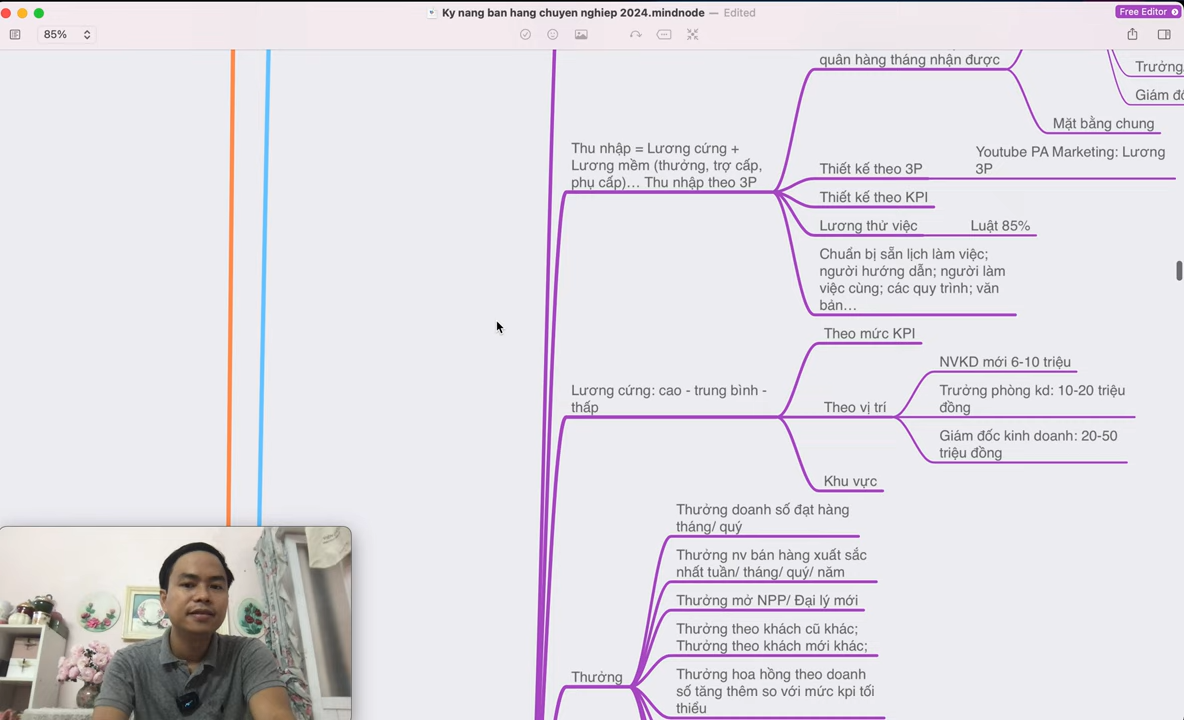 Ky nang ban hang chuyen nghiep 2024.mindnode — Edited
Free Editor
85%
quân hàng tháng nhận được
Trưởng
Giám đố
Mặt bằng chung
Thu nhập = Lương cứng +
Lương mềm (thưởng, trợ cấp,
phụ cấp)... Thu nhập theo 3P
Thiết kế theo 3P
Youtube PA Marketing: Lương
3P
Thiết kế theo KPI
Lương thử việc
Luật 85%
Chuẩn bị sẵn lịch làm việc;
người hướng dẫn; người làm
việc cùng; các quy trình; văn
bản...
Theo mức KPI
Lương cứng: cao - trung bình -
thấp
Theo vị trí
NVKD mới 6-10 triệu
Trưởng phòng kd: 10-20 triệu
đồng
Giám đốc kinh doanh: 20-50
triệu đồng
Khu vực
Thưởng doanh số đạt hàng
tháng/ quý
Thưởng nv bán hàng xuất sắc
nhất tuần/ tháng/ quý/ năm
Thưởng mở NPP/ Đại lý mới
Thưởng theo khách cũ khác;
Thưởng theo khách mới khác;
Thưởng
Thưởng hoa hồng theo doanh
số tăng thêm so với mức kpi tối
thiểu